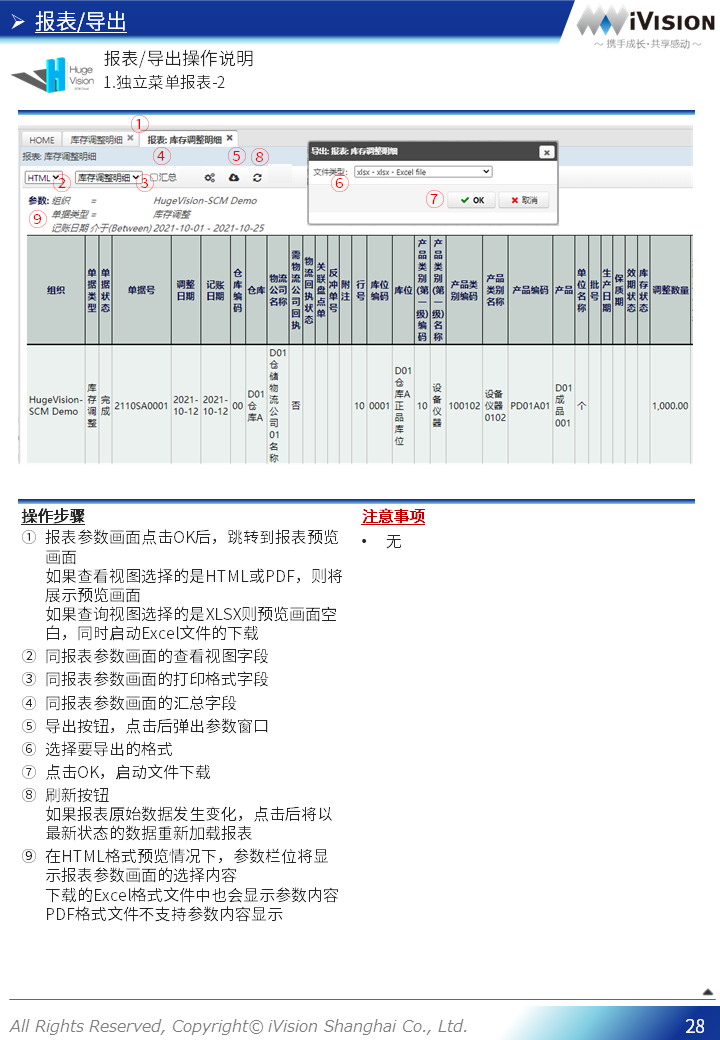 ➢ 报表/导出
iVISION
～ 携手成长·共享感动 ～
Huge
Vision
报表/导出操作说明
1.独立菜单报表-2
①
HOME 库存调整明细 × 报表: 库存调整明细 ×
报表: 库存调整明细
④ ⑤ ⑧
HTML ② 库存调整明细 ③ 汇总
导出: 报表: 库存调整明细
文件类型: xlsx - xlsx - Excel file
⑥
⑦ OK 取消
参数: 组织 = HugeVision-SCM Demo
⑨ 单据类型 = 库存调整
记账日期 介于(Between) 2021-10-01 - 2021-10-25
组织 单据类型 单据状态 单据号 调整日期 记账日期 仓库编码 仓库 物流公司名称 需物流公司回执 物流回执状态 关联盘点单 反冲单号 附注 行号 库位编码 库位 产品类别(第一级)编码 产品类别(第一级)名称 产品类别编码 产品类别名称 产品编码 产品 单位名称 批号 生产日期 保质期 效期状态 库存状态 调整数量
HugeVision-SCM Demo 库存调整 完成 2110SA0001 2021-10-12 2021-10-12 00 D01仓库A D01仓储物流公司01名称 否 10 0001 D01仓库A正品库位 10 设备仪器 100102 设备仪器0102 PD01A01 D01成品001 个 1,000.00
操作步骤
① 报表参数画面点击OK后，跳转到报表预览
画面
如果查看视图选择的是HTML或PDF，则将
展示预览画面
如果查询视图选择的是XLSX则预览画面空
白，同时启动Excel文件的下载
② 同报表参数画面的查看视图字段
③ 同报表参数画面的打印格式字段
④ 同报表参数画面的汇总字段
⑤ 导出按钮，点击后弹出参数窗口
⑥ 选择要导出的格式
⑦ 点击OK，启动文件下载
⑧ 刷新按钮
如果报表原始数据发生变化，点击后将以
最新状态的数据重新加载报表
⑨ 在HTML格式预览情况下，参数栏位将显
示报表参数画面的选择内容
下载的Excel格式文件中也会显示参数内容
PDF格式文件不支持参数内容显示
注意事项
• 无
All Rights Reserved, Copyright© iVision Shanghai Co., Ltd.
28